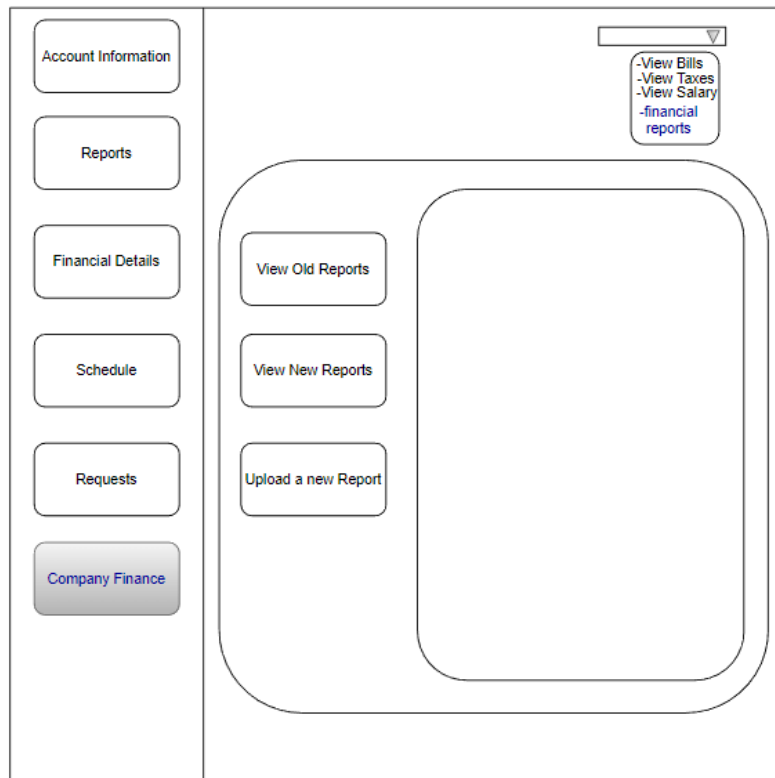 Account Information
Reports
Financial Details
Schedule
Requests
Company Finance
-View Bills
-View Taxes
-View Salary
-financial
reports
View Old Reports
View New Reports
Upload a new Report